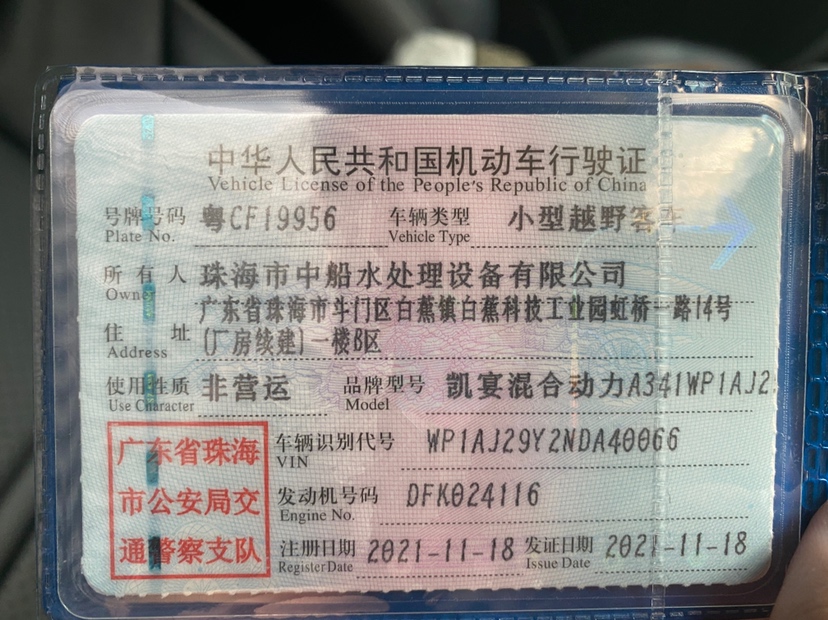 中华人民共和国机动车行驶证
Vehicle License of the People's Republic of China
号牌号码 粤CF19956 车辆类型 小型越野客车
Plate No. Vehicle Type
所有人 珠海市中船水处理设备有限公司
Owner
广东省珠海市斗门区白蕉镇白蕉科技工业园虹桥一路14号
住址 (厂房续建)一楼B区
Address
使用性质 非营运 品牌型号 凯宴混合动力A341WP1AJ2
Use Character Model
广东省珠海
市公安局交
通警察支队
车辆识别代号 WP1AJ29Y2NDA40066
VIN
发动机号码 DFK024116
Engine No.
注册日期 2021-11-18 发证日期 2021-11-18
Register Date Issue Date